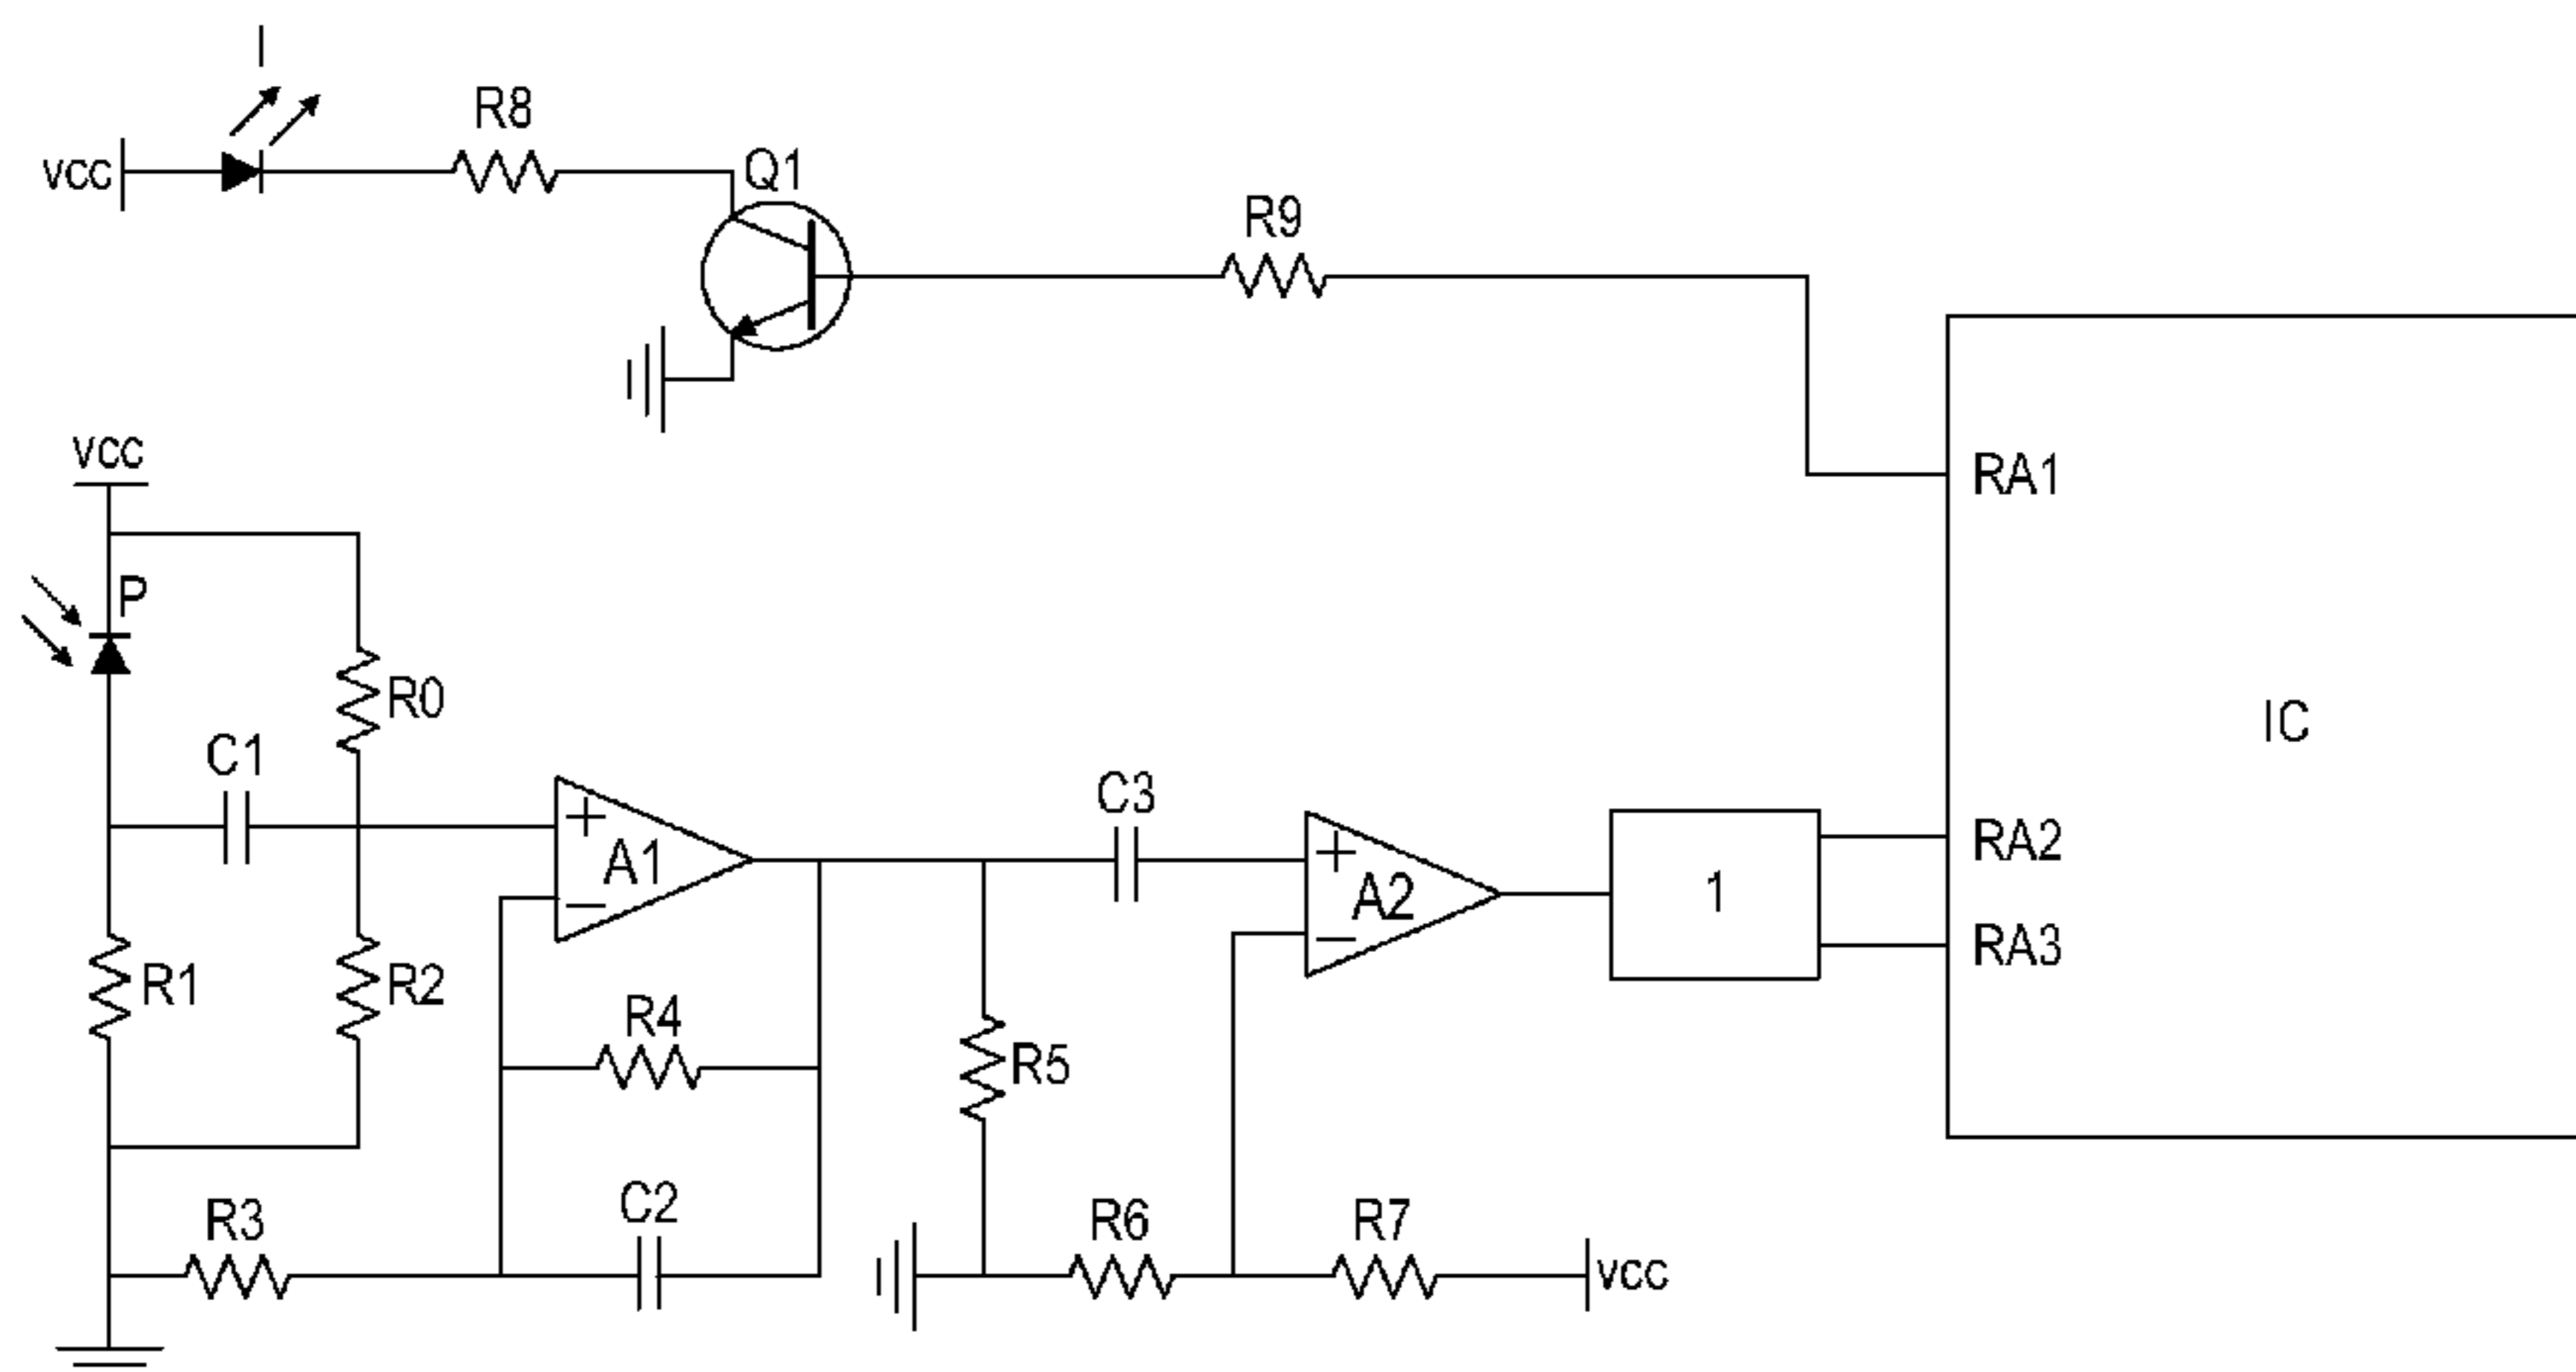 I
R8
Q1
VCC
R9
VCC
RA1
P
R0
IC
C1
C3
+
+
RA2
A1
A2
1
−
−
RA3
R1
R2
R4
R5
C2
R3
R6
R7
VCC